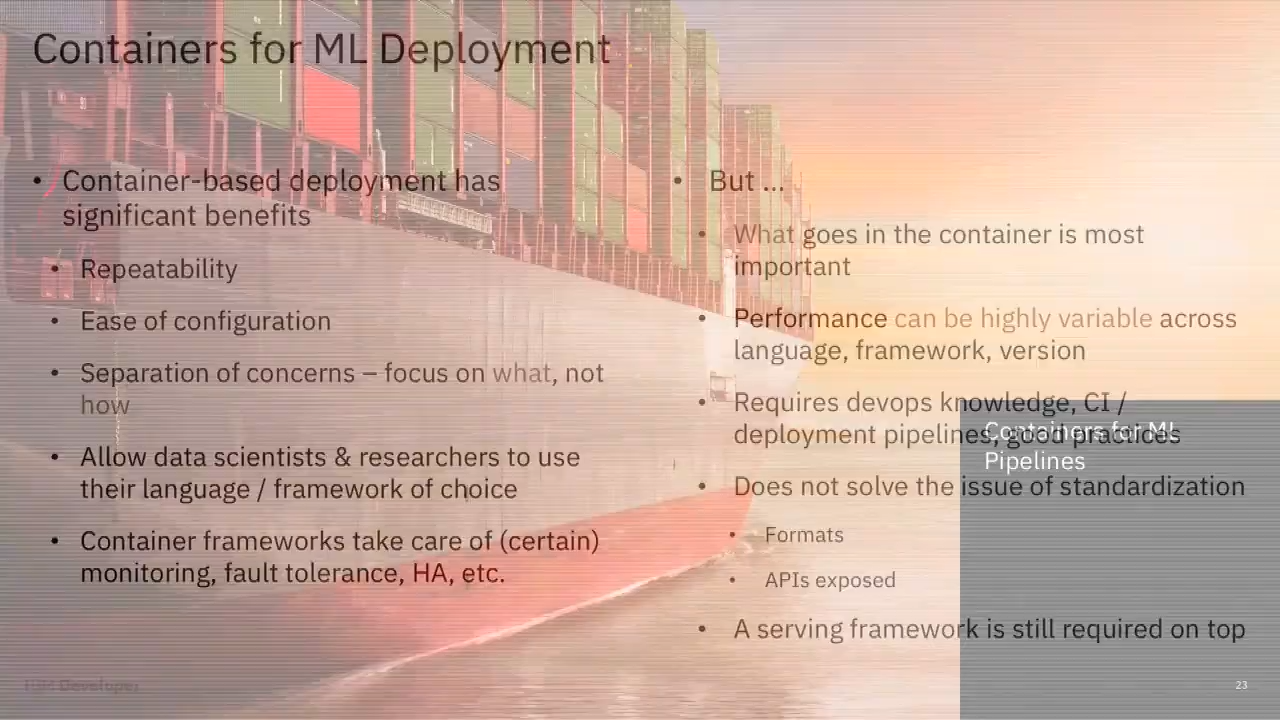 Containers for ML Deployment
• Container-based deployment has
significant benefits
• Repeatability
• Ease of configuration
• Separation of concerns – focus on what, not
how
• Allow data scientists & researchers to use
their language / framework of choice
• Container frameworks take care of (certain)
monitoring, fault tolerance, HA, etc.
• But ...
• What goes in the container is most
important
• Performance can be highly variable across
language, framework, version
• Requires devops knowledge, CI /
deployment pipelines, good practices
• Does not solve the issue of standardization
• Formats
• APIs exposed
• A serving framework is still required on top
Containers for ML
Pipelines
IBM Developer
23